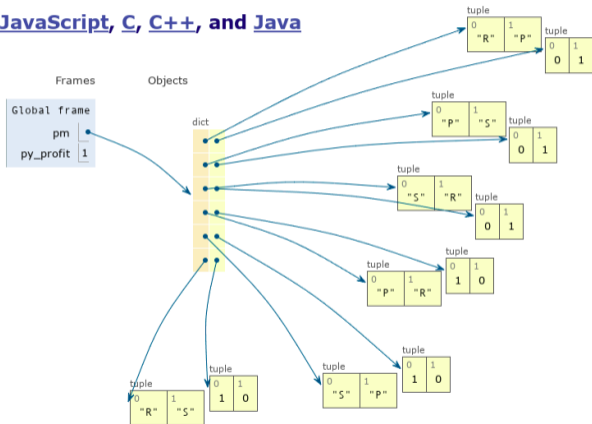 JavaScript, C, C++, and Java
Frames
Objects
Global frame
pm
py_profit 1
dict
tuple
0 1
"R" "P"
tuple
0 1
0 1
tuple
0 1
"P" "S"
tuple
0 1
0 1
tuple
0 1
"S" "R"
tuple
0 1
0 1
tuple
0 1
1 0
tuple
0 1
"P" "R"
tuple
0 1
1 0
tuple
0 1
"S" "P"
tuple
0 1
1 0
tuple
0 1
"R" "S"